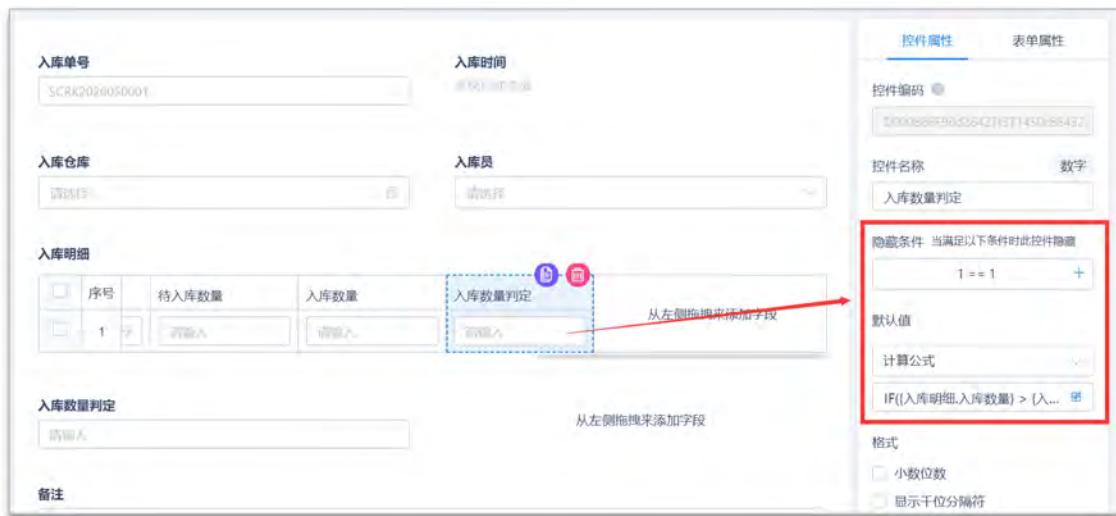 控件属性 表单属性
入库单号 入库时间
控件编码
入库仓库 入库员
控件名称 数字
请选择 请选择
入库数量判定
隐藏条件 当满足以下条件时此控件隐藏
入库明细
1 == 1
序号 待入库数量 入库数量 入库数量判定
从左侧拖拽来添加字段
默认值
1 请输入 请输入 请输入
计算公式
IF({入库明细.入库数量} > {入...
入库数量判定
从左侧拖拽来添加字段
请输入
格式
小数位数
备注
显示千位分隔符